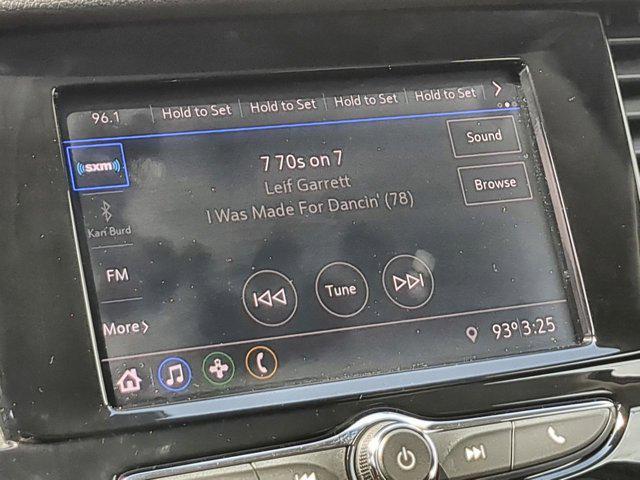 96.1 Hold to Set Hold to Set Hold to Set Hold to Set
((sxm))
7 70s on 7
Sound
Leif Garrett
Browse
I Was Made For Dancin' (78)
Kari Burd
FM
Tune
More
93° 3:25